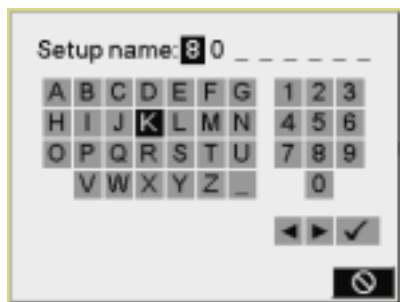 Setup name: 8 0 _ _ _ _ _ _
A B C D E F G 1 2 3
H I J K L M N 4 5 6
O P Q R S T U 7 8 9
V W X Y Z _ 0